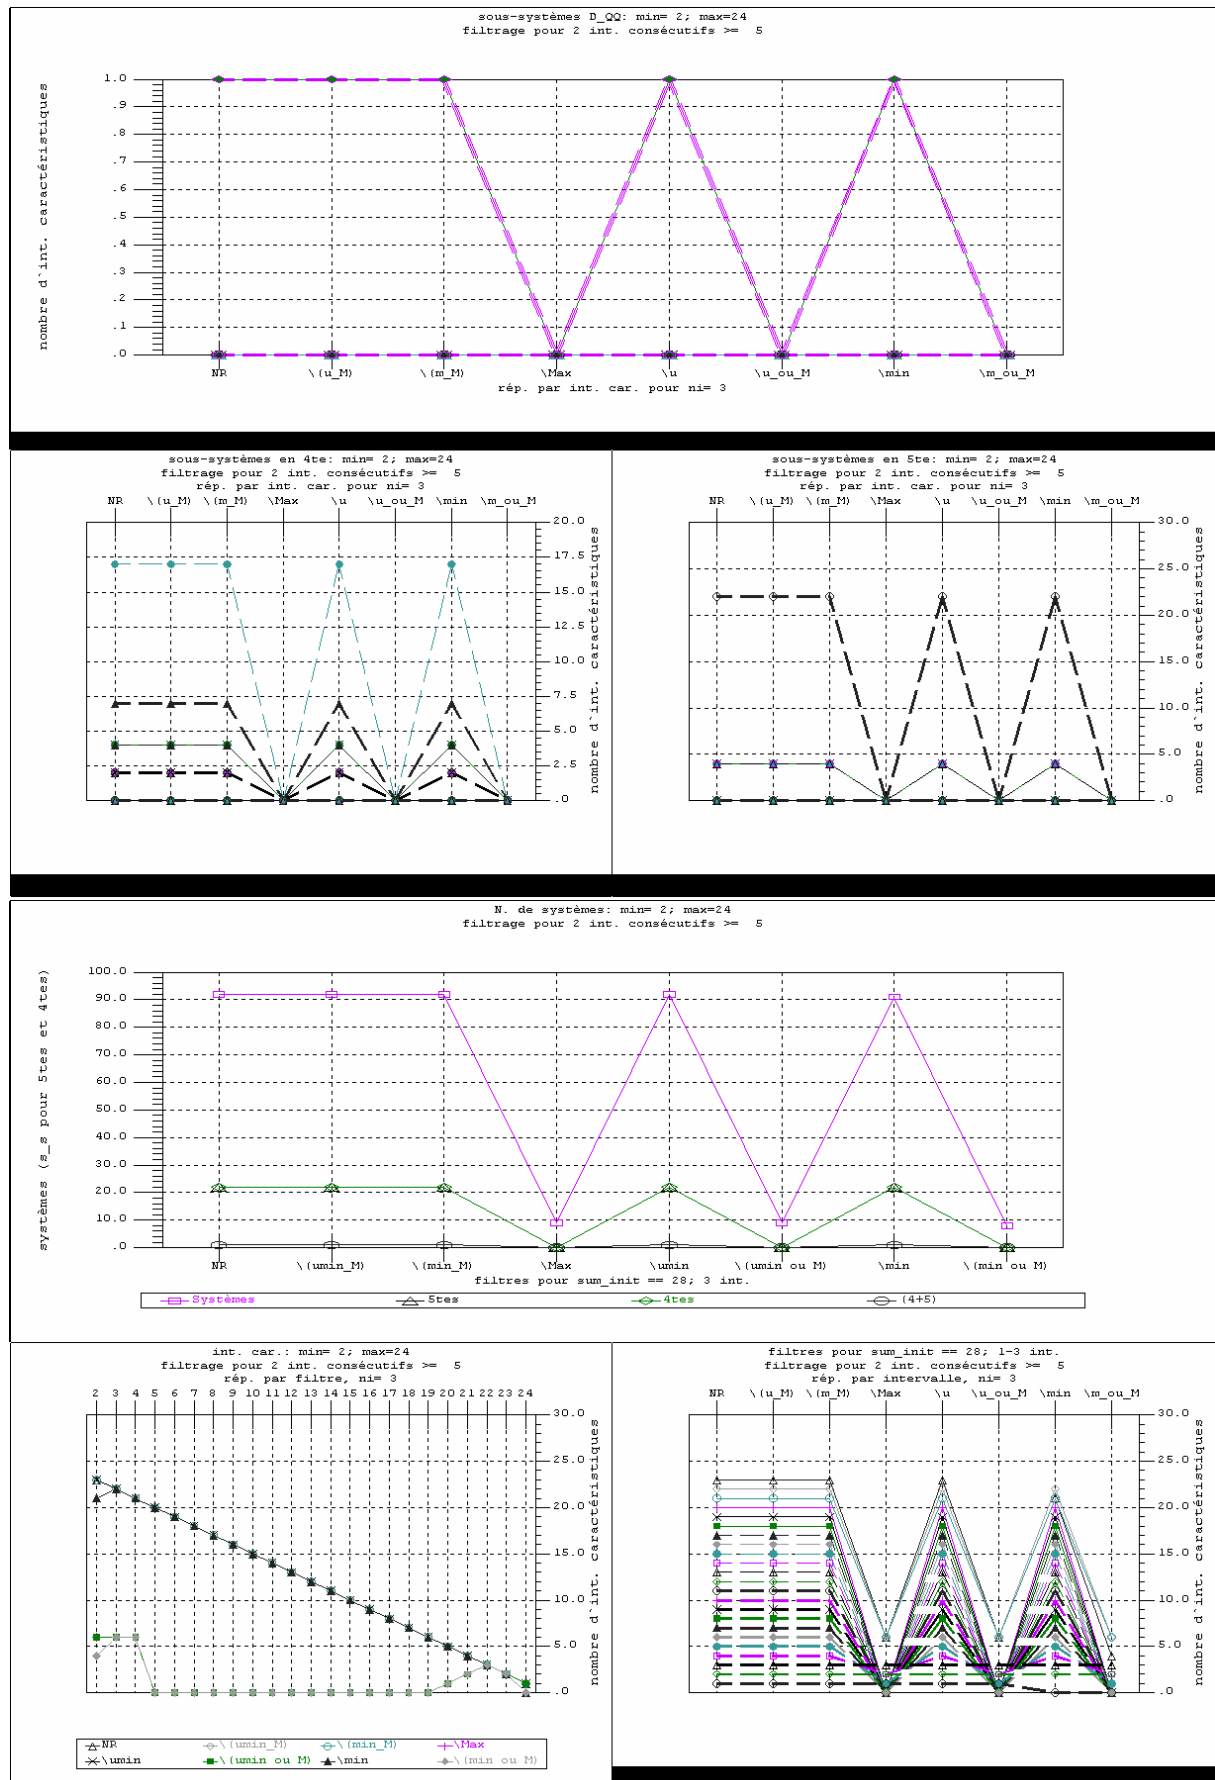 sous-systèmes D_QQ: min= 2; max=24
filtrage pour 2 int. consécutifs >= 5
nombre d`int. caractéristiques
1.0
.9
.8
.7
.6
.5
.4
.3
.2
.1
.0
NR \(u_M) \(m_M) \Max \u \u_ou_M \min \m_ou_M
rép. par int. car. pour ni= 3
sous-systèmes en 4te: min= 2; max=24
filtrage pour 2 int. consécutifs >= 5
rép. par int. car. pour ni= 3
NR \(u_M) \(m_M) \Max \u \u_ou_M \min \m_ou_M
20.0
17.5
15.0
12.5
10.0
7.5
5.0
2.5
.0
nombre d`int. caractéristiques
sous-systèmes en 5te: min= 2; max=24
filtrage pour 2 int. consécutifs >= 5
rép. par int. car. pour ni= 3
NR \(u_M) \(m_M) \Max \u \u_ou_M \min \m_ou_M
30.0
25.0
20.0
15.0
10.0
5.0
.0
nombre d`int. caractéristiques
N. de systèmes: min= 2; max=24
filtrage pour 2 int. consécutifs >= 5
systèmes (s_s pour 5tes et 4tes)
100.0
90.0
80.0
70.0
60.0
50.0
40.0
30.0
20.0
10.0
.0
NR \(umin_M) \(min_M) \Max \umin \(umin ou M) \min \(min ou M)
filtres pour sum_init == 28; 3 int.
Systèmes 5tes 4tes (4+5)
int. car.: min= 2; max=24
filtrage pour 2 int. consécutifs >= 5
rép. par filtre, ni= 3
2 3 4 5 6 7 8 9 10 11 12 13 14 15 16 17 18 19 20 21 22 23 24
30.0
25.0
20.0
15.0
10.0
5.0
.0
nombre d`int. caractéristiques
NR \(umin_M) \(min_M) \Max
\umin \(umin ou M) \min \(min ou M)
filtres pour sum_init == 28; 1-3 int.
filtrage pour 2 int. consécutifs >= 5
rép. par intervalle, ni= 3
NR \(u_M) \(m_M) \Max \u \u_ou_M \min \m_ou_M
30.0
25.0
20.0
15.0
10.0
5.0
.0
nombre d`int. caractéristiques